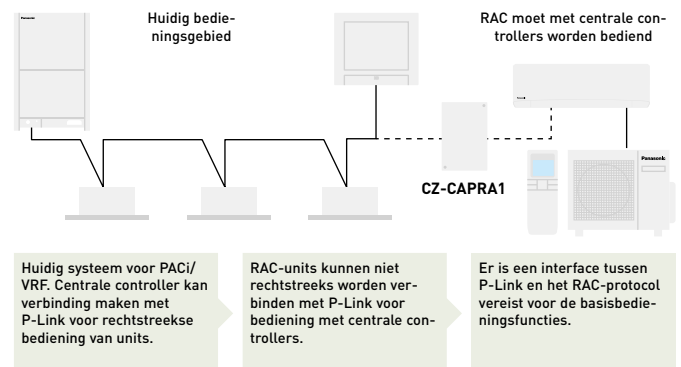 Panasonic
Huidig bedie-
ningsgebied
RAC moet met centrale con-
trollers worden bediend
CZ-CAPRA1
Panasonic
Huidig systeem voor PACi/
VRF. Centrale controller kan
verbinding maken met
P-Link voor rechtstreekse
bediening van units.
RAC-units kunnen niet
rechtstreeks worden ver-
binden met P-Link voor
bediening met centrale con-
trollers.
Er is een interface tussen
P-Link en het RAC-protocol
vereist voor de basisbedie-
ningsfuncties.